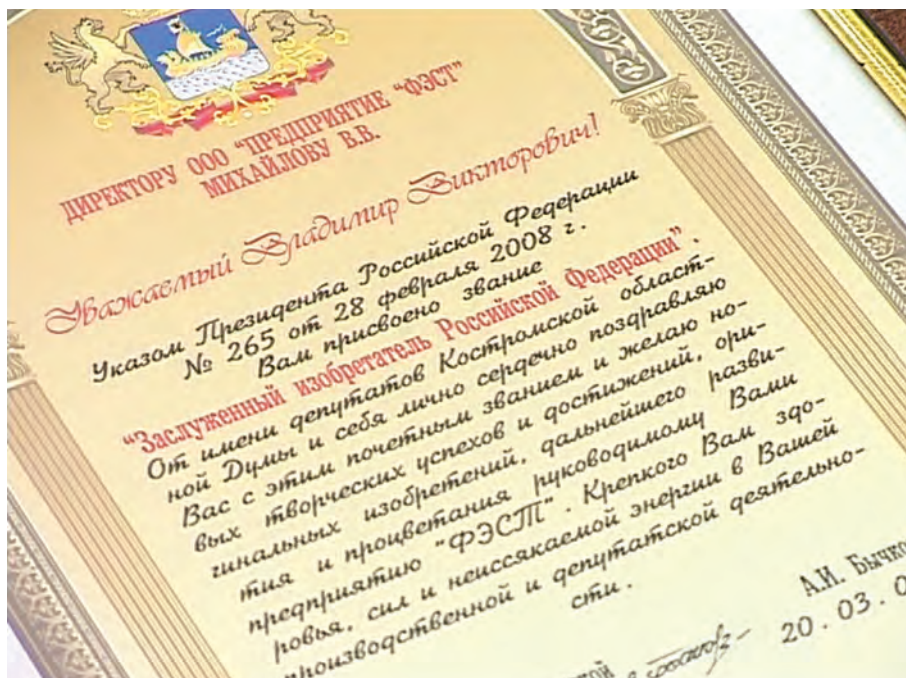 ДИРЕКТОРУ ООО "ПРЕДПРИЯТИЕ "ФЭСТ"
МИХАЙЛОВУ В.В.
Уважаемый Владимир Викторович!
Указом Президента Российской Федерации
№ 265 от 28 февраля 2008 г.
Вам присвоено звание
"Заслуженный изобретатель Российской Федерации".
От имени депутатов Костромской област-
ной Думы и себя лично сердечно поздравляю
Вас с этим почетным званием и желаю но-
вых творческих успехов и достижений, ори-
гинальных изобретений, дальнейшего разви-
тия и процветания руководимому Вами
предприятию "ФЭСТ". Крепкого Вам здо-
ровья, сил и неиссякаемой энергии в Вашей
производственной и депутатской деятельно-
сти.
А.И. Бычко
20.03.0